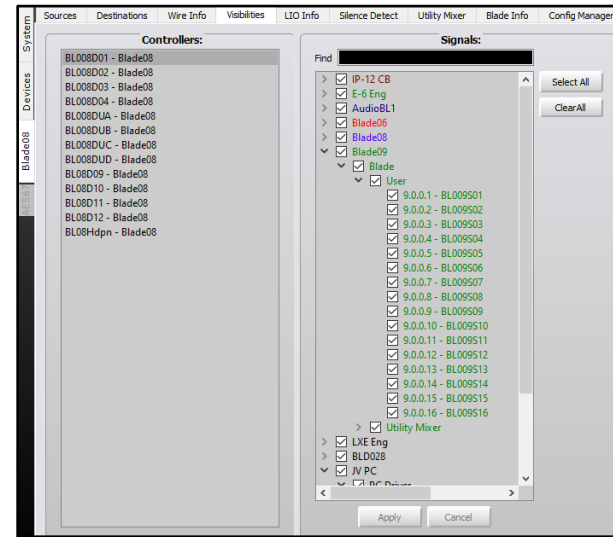 Sources Destinations Wire Info Visibilities LIO Info Silence Detect Utility Mixer Blade Info Config Manager
System
Devices
Blade08
AES67
Controllers:
BL008D01 - Blade08
BL008D02 - Blade08
BL008D03 - Blade08
BL008D04 - Blade08
BL008DUA - Blade08
BL008DUB - Blade08
BL008DUC - Blade08
BL008DUD - Blade08
BL08D09 - Blade08
BL08D10 - Blade08
BL08D11 - Blade08
BL08D12 - Blade08
BL08Hdpn - Blade08
Signals:
Find
IP-12 CB
E-6 Eng
AudioBL1
Blade06
Blade08
Blade09
Blade
User
9.0.0.1 - BL009S01
9.0.0.2 - BL009S02
9.0.0.3 - BL009S03
9.0.0.4 - BL009S04
9.0.0.5 - BL009S05
9.0.0.6 - BL009S06
9.0.0.7 - BL009S07
9.0.0.8 - BL009S08
9.0.0.9 - BL009S09
9.0.0.10 - BL009S10
9.0.0.11 - BL009S11
9.0.0.12 - BL009S12
9.0.0.13 - BL009S13
9.0.0.14 - BL009S14
9.0.0.15 - BL009S15
9.0.0.16 - BL009S16
Utility Mixer
LXE Eng
BLD028
JV PC
PC Driver
Select All
ClearAll
Apply Cancel